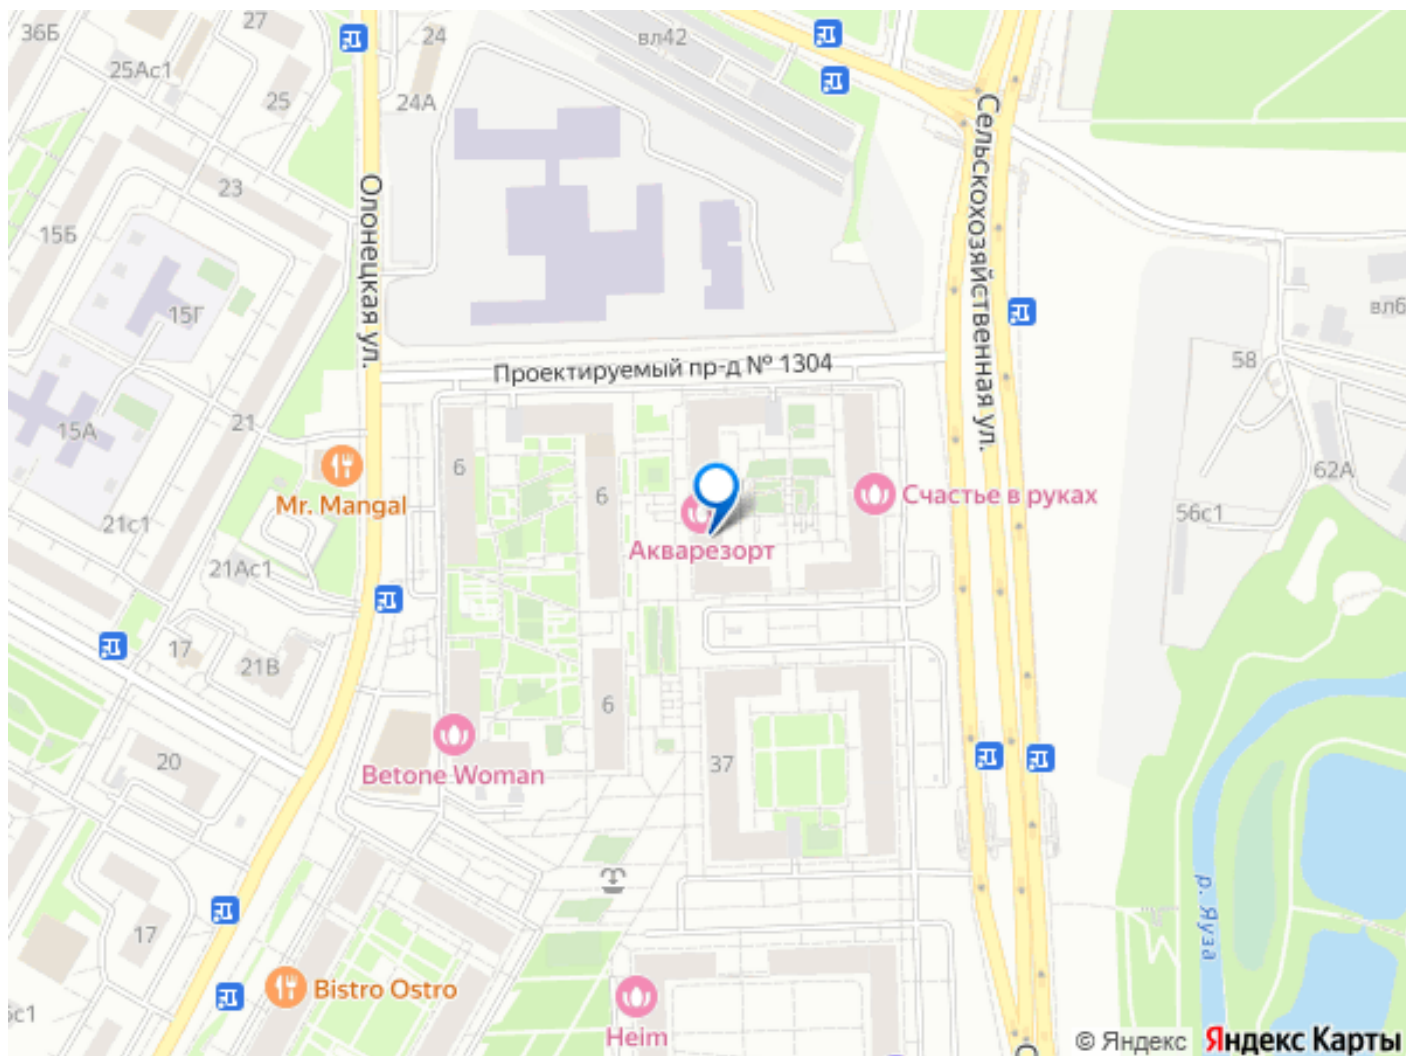 36Б
27
24
вл42
25Ас1
25
24А
Сельскохозяйственная ул.
23
Олонецкая ул.
15Б
15Г
вл6
Проектируемый пр-д № 1304
58
21
15А
6
6
62А
Mr. Mangal
Счастье в руках
21с1
56с1
Акварезорт
21Ас1
17
21В
6
20
37
Betone Woman
р. Яуза
17
Bistro Ostro
с1
Heim
© Яндекс
Яндекс Карты